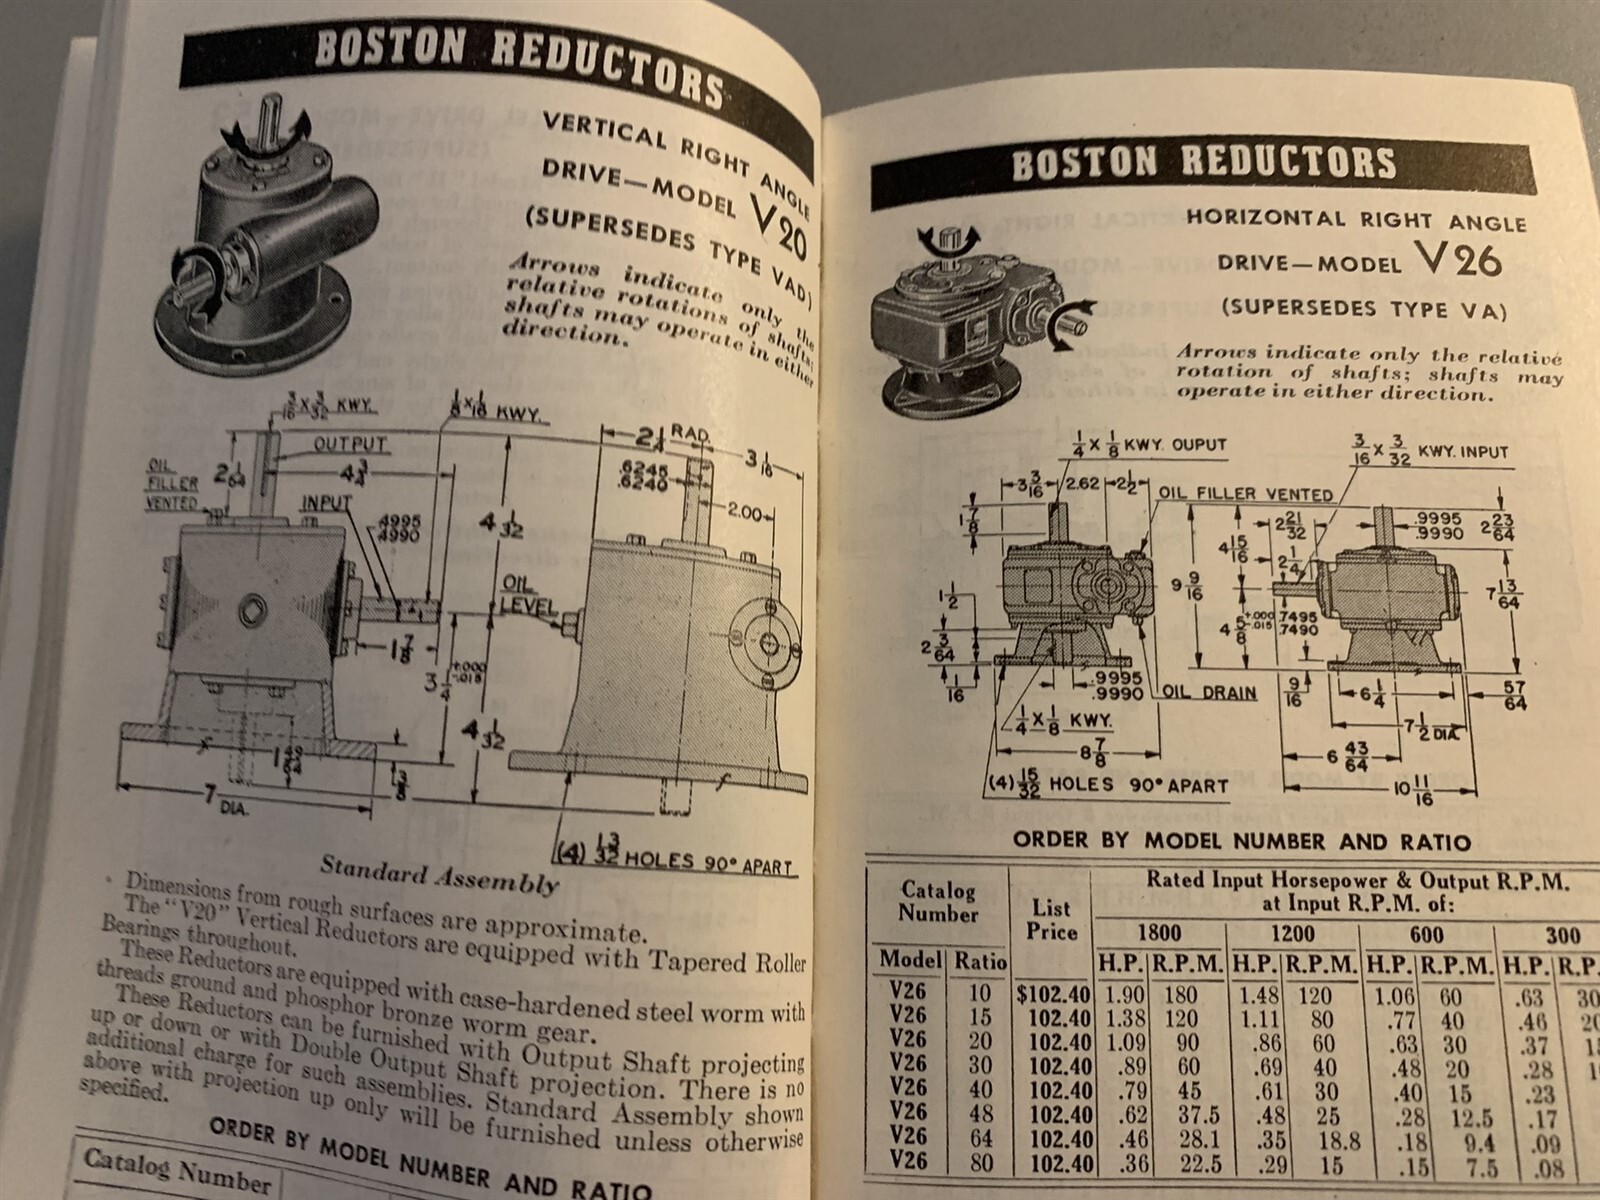 BOSTON REDUCTORS
VERTICAL RIGHT ANGLE
DRIVE—MODEL V20
(SUPERSEDES TYPE VAD)
Arrows indicate only the
relative rotations of shafts;
shafts may operate in either
direction.
3/16 X 3/32 KWY.
1/8 X 1/16 KWY.
OUTPUT
2 1/4 RAD.
3 1/16
OIL
FILLER
VENTED
2 1/64
4 3/4
.6245
.6240
INPUT
2.00
4995
4990
4 1/32
OIL
LEVEL
1 7/8
3 1/4 +.000 -.015
4 1/32
1 49/64
3/8
7 DIA.
(4) 13/32 HOLES 90° APART
Standard Assembly
Dimensions from rough surfaces are approximate.
The "V20" Vertical Reductors are equipped with Tapered Roller
Bearings throughout.
These Reductors are equipped with case-hardened steel worm with
threads ground and phosphor bronze worm gear.
These Reductors can be furnished with Output Shaft projecting
up or down or with Double Output Shaft projection. There is no
additional charge for such assemblies. Standard Assembly shown
above with projection up only will be furnished unless otherwise
specified.
ORDER BY MODEL NUMBER AND RATIO
Catalog Number
BOSTON REDUCTORS
HORIZONTAL RIGHT ANGLE
DRIVE—MODEL V26
(SUPERSEDES TYPE VA)
Arrows indicate only the relative
rotation of shafts; shafts may
operate in either direction.
1/4 X 1/8 KWY. OUPUT
3/16 X 3/32 KWY. INPUT
3 3/16 2.62 2 1/2
OIL FILLER VENTED
1 7/8
2 21/32
.9995
.9990
2 23/64
4 15/16
2 1/4
9 9/16
7 13/64
1 1/2
4 5/8 +.000 -.015
.7495
.7490
2 3/64
1/16
.9995
.9990
OIL DRAIN
9/16
6 1/4
57/64
1/4 X 1/8 KWY.
7 1/2 DIA.
8 7/8
6 43/64
(4) 15/32 HOLES 90° APART
10 11/16
ORDER BY MODEL NUMBER AND RATIO
Catalog Number List Price Rated Input Horsepower & Output R.P.M.
at Input R.P.M. of:
1800 1200 600 300
Model Ratio H.P. R.P.M. H.P. R.P.M. H.P. R.P.M. H.P. R.P.
V26 10 $102.40 1.90 180 1.48 120 1.06 60 .63 30
V26 15 102.40 1.38 120 1.11 80 .77 40 .46 20
V26 20 102.40 1.09 90 .86 60 .63 30 .37
V26 30 102.40 .89 60 .69 40 .48 20 .28
V26 40 102.40 .79 45 .61 30 .40 15 .23
V26 48 102.40 .62 37.5 .48 25 .28 12.5 .17
V26 64 102.40 .46 28.1 .35 18.8 .18 9.4 .09
V26 80 102.40 .36 22.5 .29 15 .15 7.5 .08